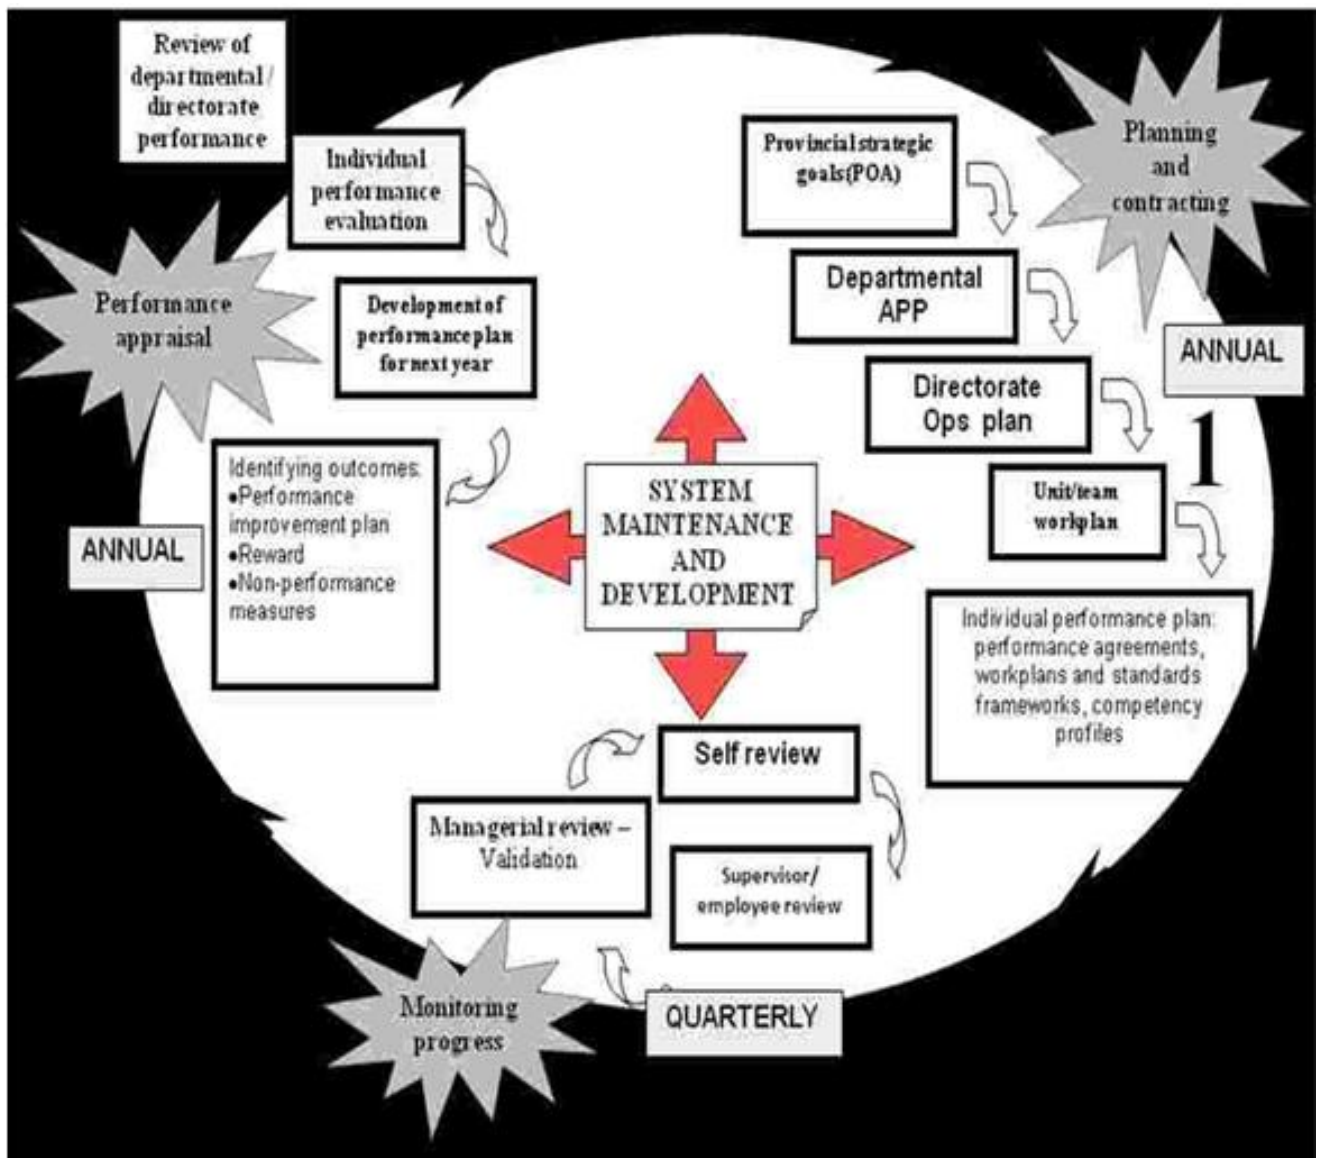 Review of
departmental /
directorate
performance
Individual
performance
evaluation
Performance
appraisal
Development of
performance plan
for next year
Identifying outcomes:
•Performance
improvement plan
•Reward
•Non-performance
measures
ANNUAL
Provincial strategic
goals(POA)
Planning
and
contracting
Departmental
APP
Directorate
Ops plan
ANNUAL
1
Unit/team
workplan
Individual performance plan:
performance agreements,
workplans and standards
frameworks, competency
profiles
SYSTEM
MAINTENANCE
AND
DEVELOPMENT
Self review
Managerial review –
Validation
Supervisor/
employee review
Monitoring
progress
QUARTERLY